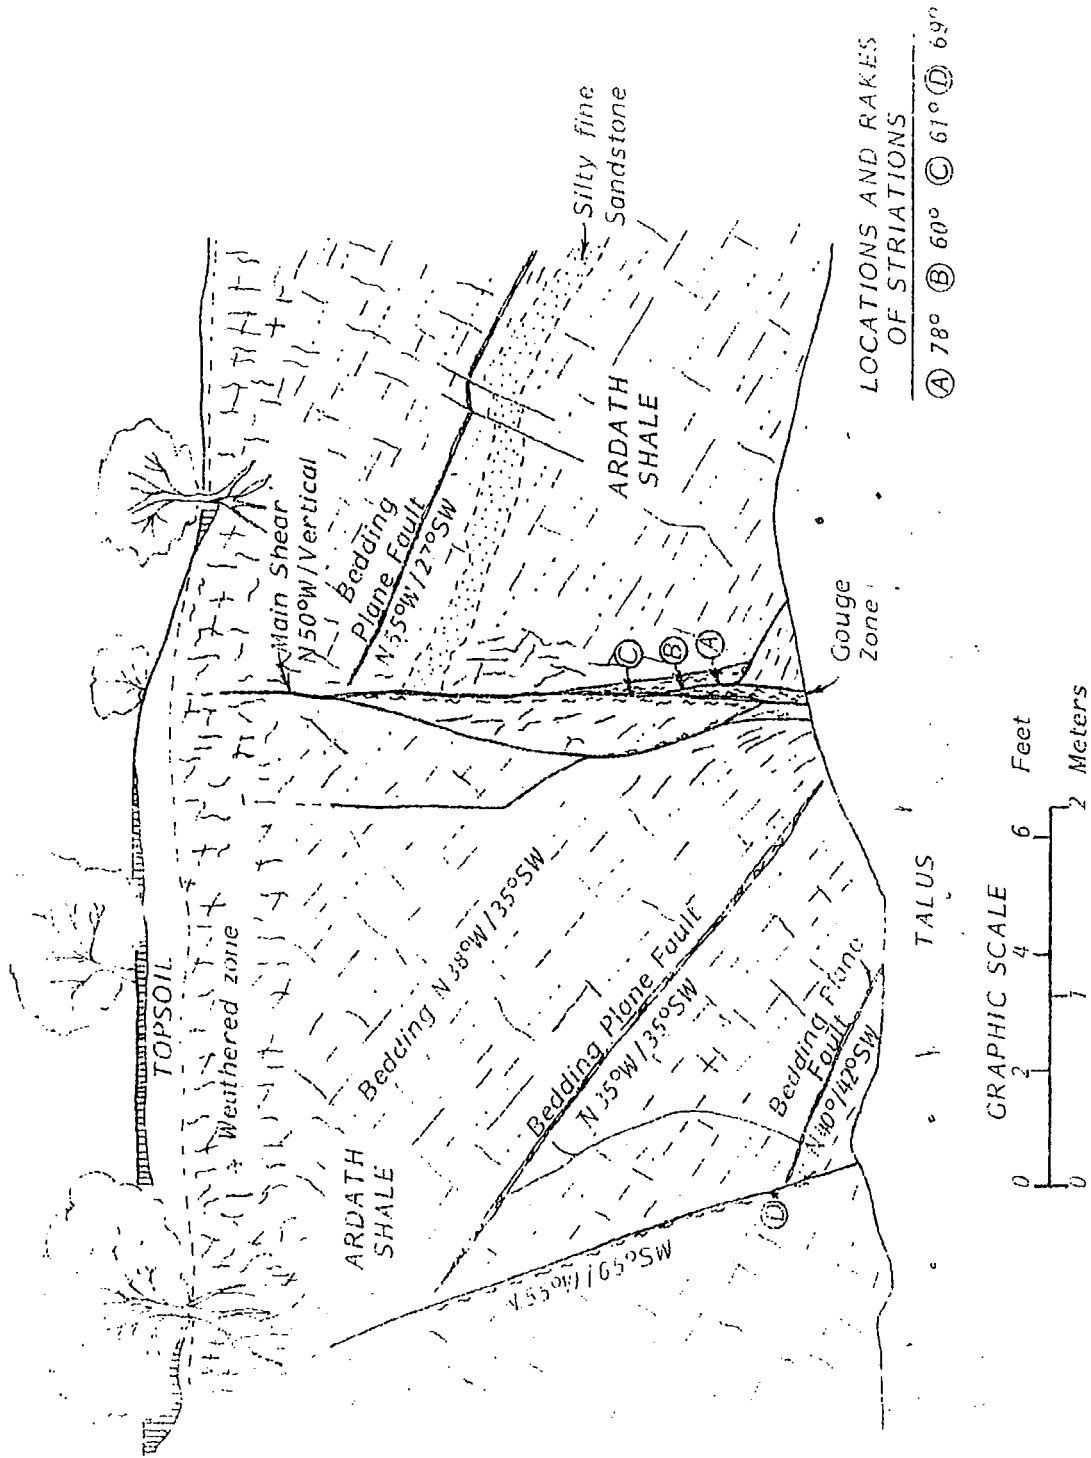 TOPSOIL
Weathered zone
Main Shear
N50°W/Vertical
Bedding
Plane Fault
N55°W/27°SW
Silty fine
Sandstone
ARDATH
SHALE
ARDATH
SHALE
Bedding N38°W/35°SW
Bedding Plane Fault
N35°W/35°SW
Bedding Plane
Fault
N40°/42°SW
C
B
A
D
Gouge
Zone
TALUS
LOCATIONS AND RAKES
OF STRIATIONS
A 78° B 60° C 61° D 69°
GRAPHIC SCALE
0 2 4 6 Feet
0 1 2 Meters